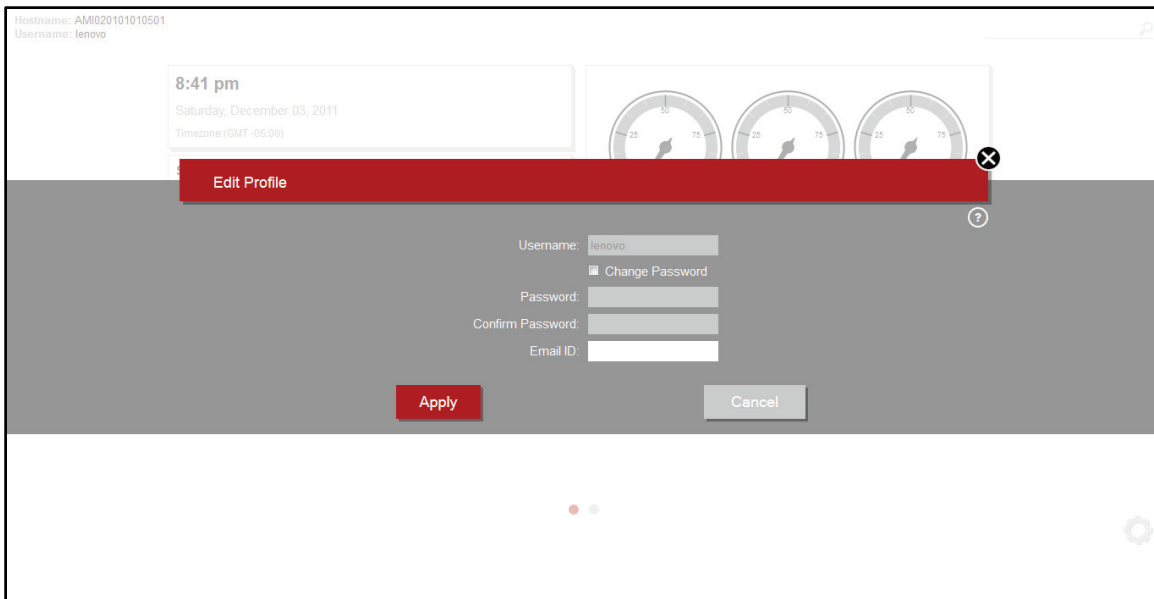 Hostname: AMI020101010501
Username: lenovo
8:41 pm
Saturday, December 03, 2011
Timezone:(GMT -05:00)
50 50 50
25 75 25 75 25 75
Edit Profile
?
Username: lenovo
Change Password
Password:
Confirm Password:
Email ID:
Apply Cancel